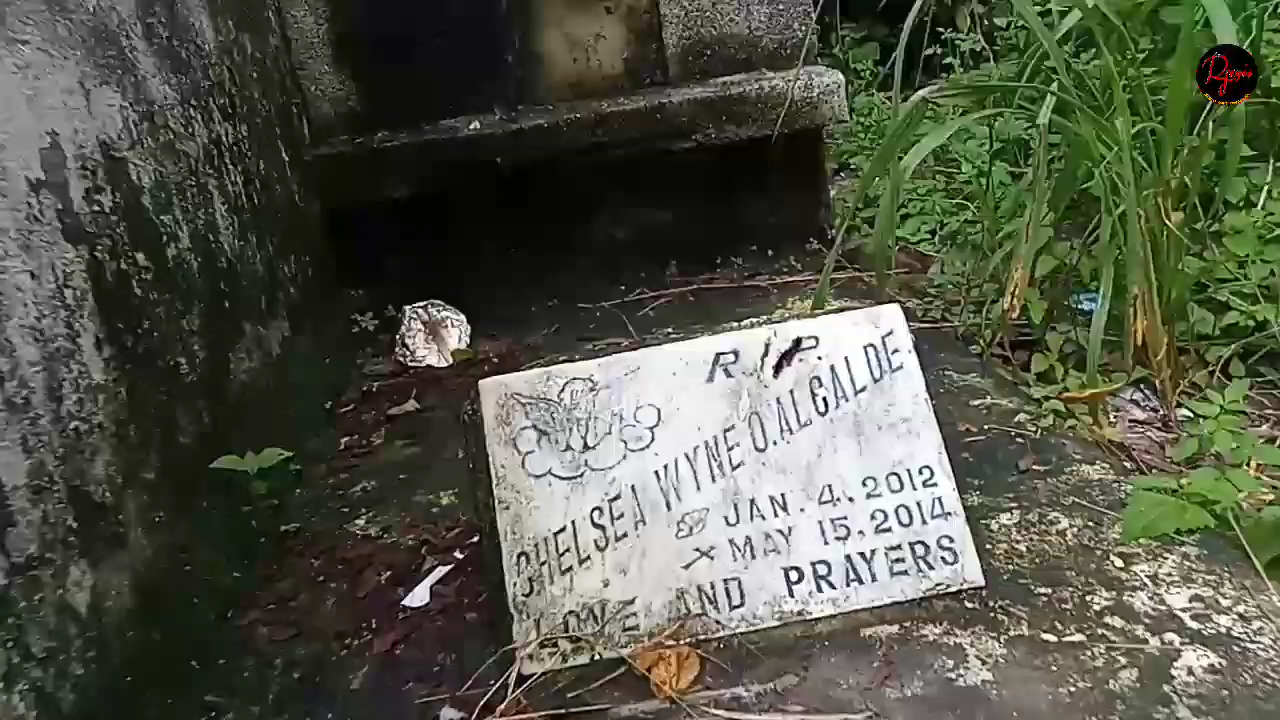 R.I.P.
CHELSEA WYNE O. ALCALDE
JAN. 4. 2012
MAY 15. 2014
LOVE AND PRAYERS